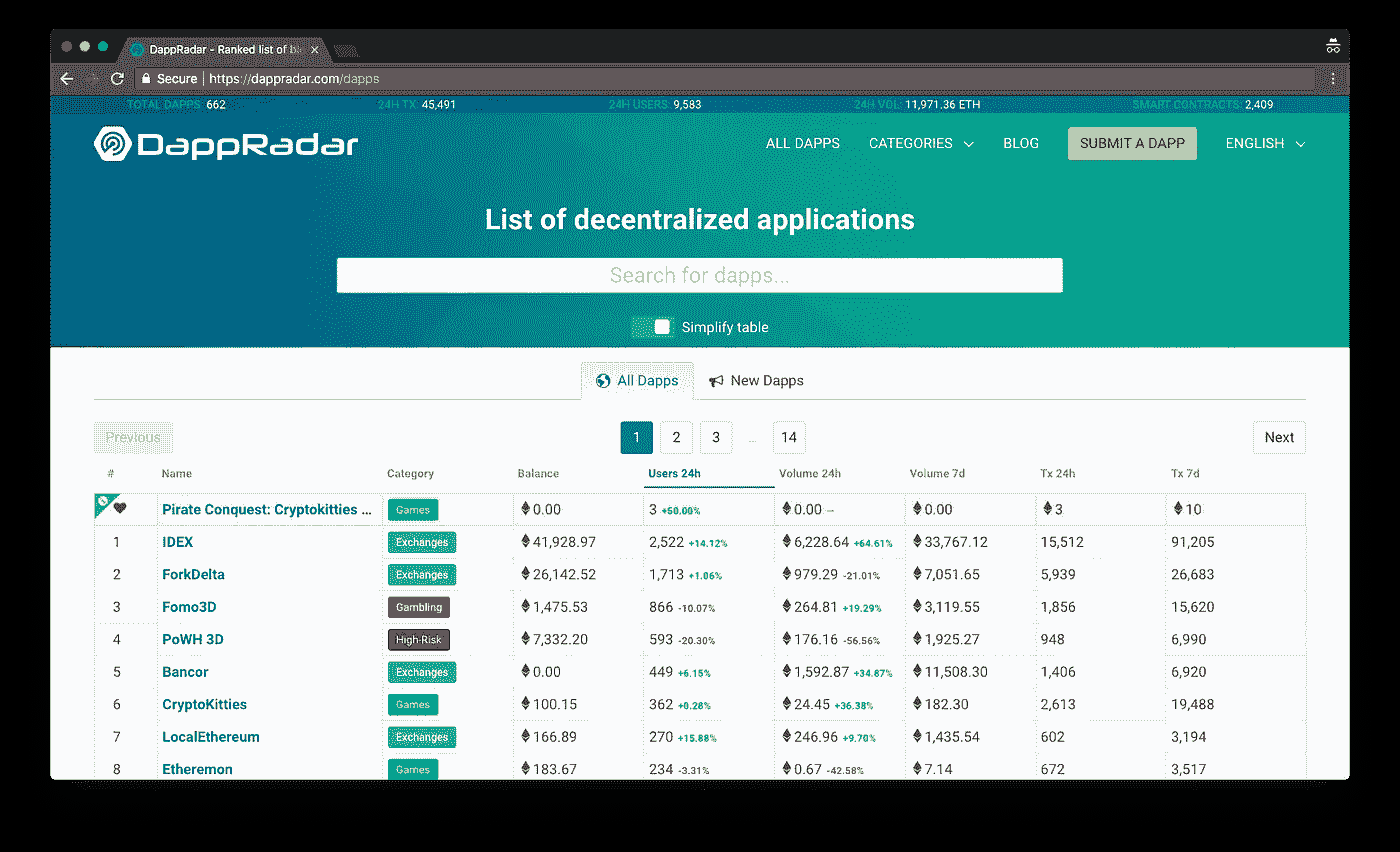 DappRadar - Ranked list of bl
Secure https://dappradar.com/dapps
TOTAL DAPPS: 662 24H TX: 45,491 24H USERS: 9,583 24H VOL: 11,971.36 ETH SMART CONTRACTS: 2,409
DappRadar ALL DAPPS CATEGORIES BLOG SUBMIT A DAPP ENGLISH
List of decentralized applications
Search for dapps...
Simplify table
All Dapps New Dapps
Previous 1 2 3 ... 14 Next
# Name Category Balance Users 24h Volume 24h Volume 7d Tx 24h Tx 7d
Pirate Conquest: Cryptokitties ... Games 0.00 3 +50.00% 0.00 – 0.00 3 10
1 IDEX Exchanges 41,928.97 2,522 +14.12% 6,228.64 +64.61% 33,767.12 15,512 91,205
2 ForkDelta Exchanges 26,142.52 1,713 +1.06% 979.29 -21.01% 7,051.65 5,939 26,683
3 Fomo3D Gambling 1,475.53 866 -10.07% 264.81 +19.29% 3,119.55 1,856 15,620
4 PoWH 3D High-Risk 7,332.20 593 -20.30% 176.16 -56.56% 1,925.27 948 6,990
5 Bancor Exchanges 0.00 449 +6.15% 1,592.87 +34.87% 11,508.30 1,406 6,920
6 CryptoKitties Games 100.15 362 +0.28% 24.45 +36.38% 182.30 2,613 19,488
7 LocalEthereum Exchanges 166.89 270 +15.88% 246.96 +9.70% 1,435.54 602 3,194
8 Etheremon Games 183.67 234 -3.31% 0.67 -42.58% 7.14 672 3,517